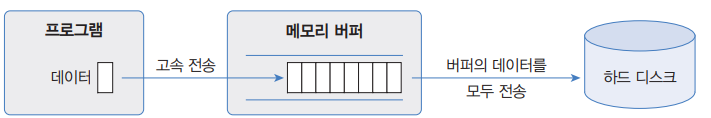 프로그램
데이터
고속 전송
메모리 버퍼
버퍼의 데이터를
모두 전송
하드 디스크